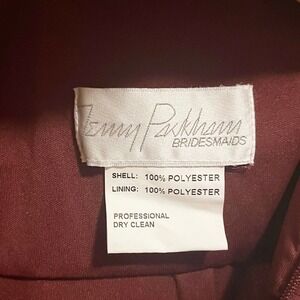 Jenny Packham
BRIDESMAIDS
SHELL: 100% POLYESTER
LINING: 100% POLYESTER
PROFESSIONAL
DRY CLEAN